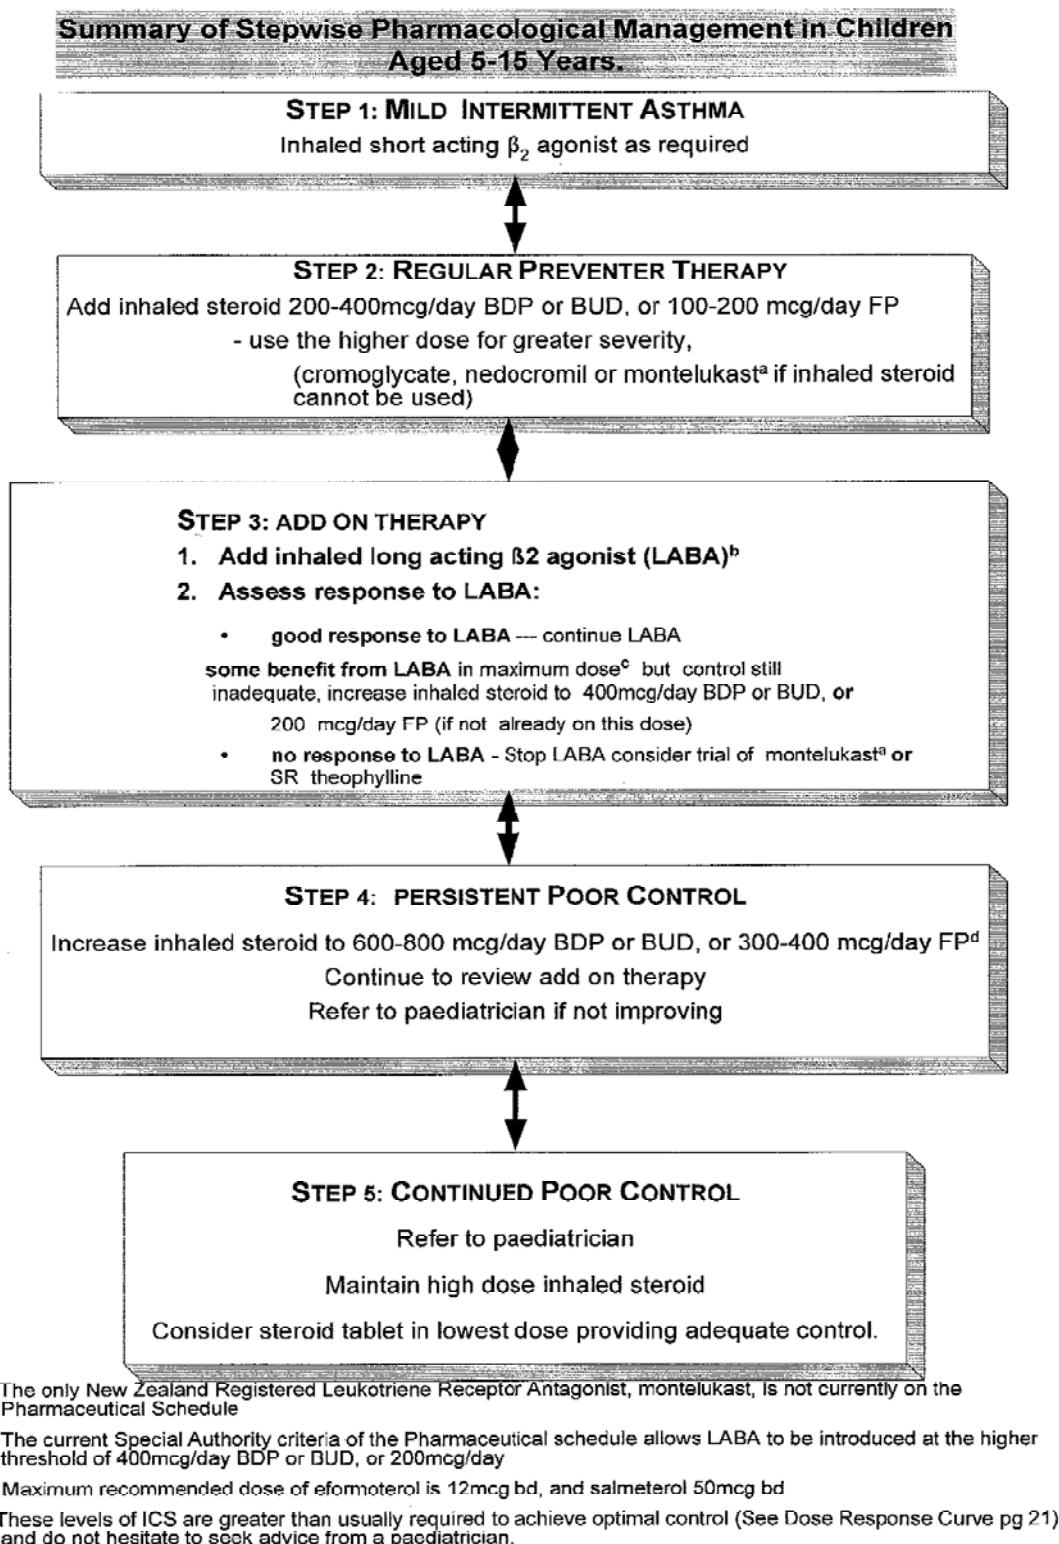 Summary of Stepwise Pharmacological Management in Children
Aged 5-15 Years.
STEP 1: MILD INTERMITTENT ASTHMA
Inhaled short acting β₂ agonist as required
STEP 2: REGULAR PREVENTER THERAPY
Add inhaled steroid 200-400mcg/day BDP or BUD, or 100-200 mcg/day FP
- use the higher dose for greater severity,
(cromoglycate, nedocromil or montelukastᵃ if inhaled steroid
cannot be used)
STEP 3: ADD ON THERAPY
1. Add inhaled long acting ß2 agonist (LABA)ᵇ
2. Assess response to LABA:
• good response to LABA --- continue LABA
some benefit from LABA in maximum doseᶜ but control still
inadequate, increase inhaled steroid to 400mcg/day BDP or BUD, or
200 mcg/day FP (if not already on this dose)
• no response to LABA - Stop LABA consider trial of montelukastᵃ or
SR theophylline
STEP 4: PERSISTENT POOR CONTROL
Increase inhaled steroid to 600-800 mcg/day BDP or BUD, or 300-400 mcg/day FPᵈ
Continue to review add on therapy
Refer to paediatrician if not improving
STEP 5: CONTINUED POOR CONTROL
Refer to paediatrician
Maintain high dose inhaled steroid
Consider steroid tablet in lowest dose providing adequate control.
The only New Zealand Registered Leukotriene Receptor Antagonist, montelukast, is not currently on the
Pharmaceutical Schedule
The current Special Authority criteria of the Pharmaceutical schedule allows LABA to be introduced at the higher
threshold of 400mcg/day BDP or BUD, or 200mcg/day
Maximum recommended dose of eformoterol is 12mcg bd, and salmeterol 50mcg bd
These levels of ICS are greater than usually required to achieve optimal control (See Dose Response Curve pg 21)
and do not hesitate to seek advice from a paediatrician.